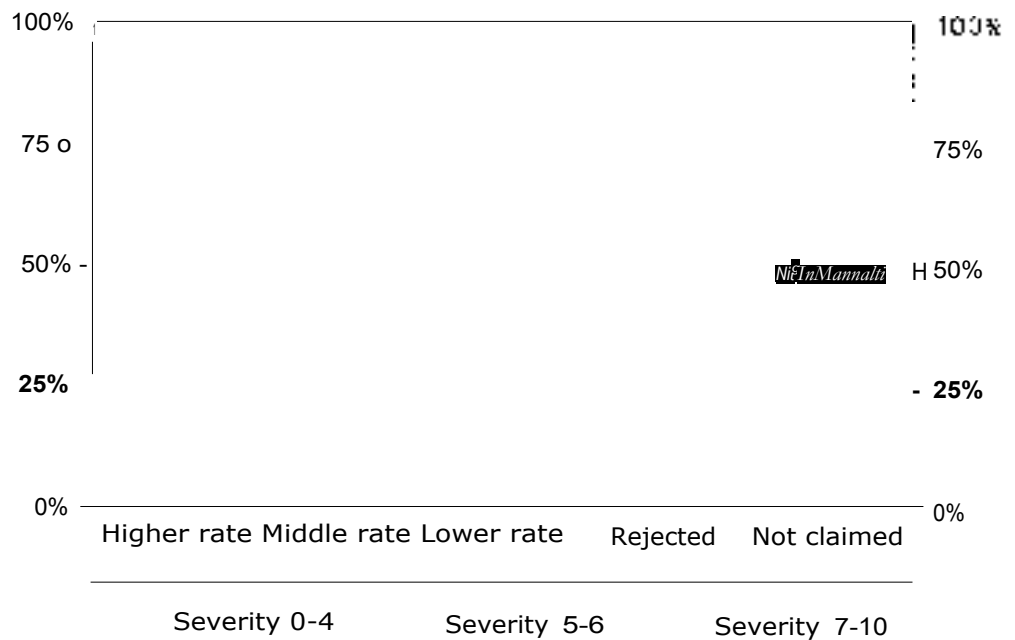 100% 100%
75 o 75%
50% - H 50%
25% - 25%
0% 0%
Higher rate Middle rate Lower rate Rejected Not claimed
Severity 0-4 Severity 5-6 Severity 7-10